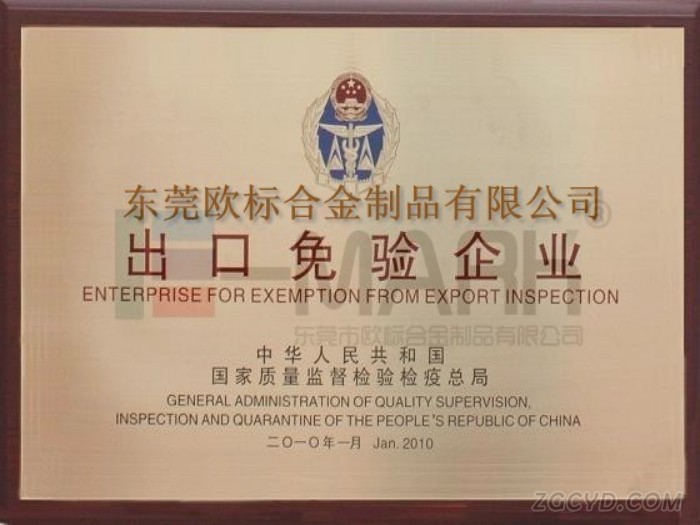 东莞欧标合金制品有限公司
出口免验企业
E-MARK®
ENTERPRISE FOR EXEMPTION FROM EXPORT INSPECTION
东莞市欧标合金制品有限公司
中华人民共和国
国家质量监督检验检疫总局
GENERAL ADMINISTRATION OF QUALITY SUPERVISION,
INSPECTION AND QUARANTINE OF THE PEOPLE'S REPUBLIC OF CHINA
二〇一〇年一月 Jan. 2010
ZGCYD.com